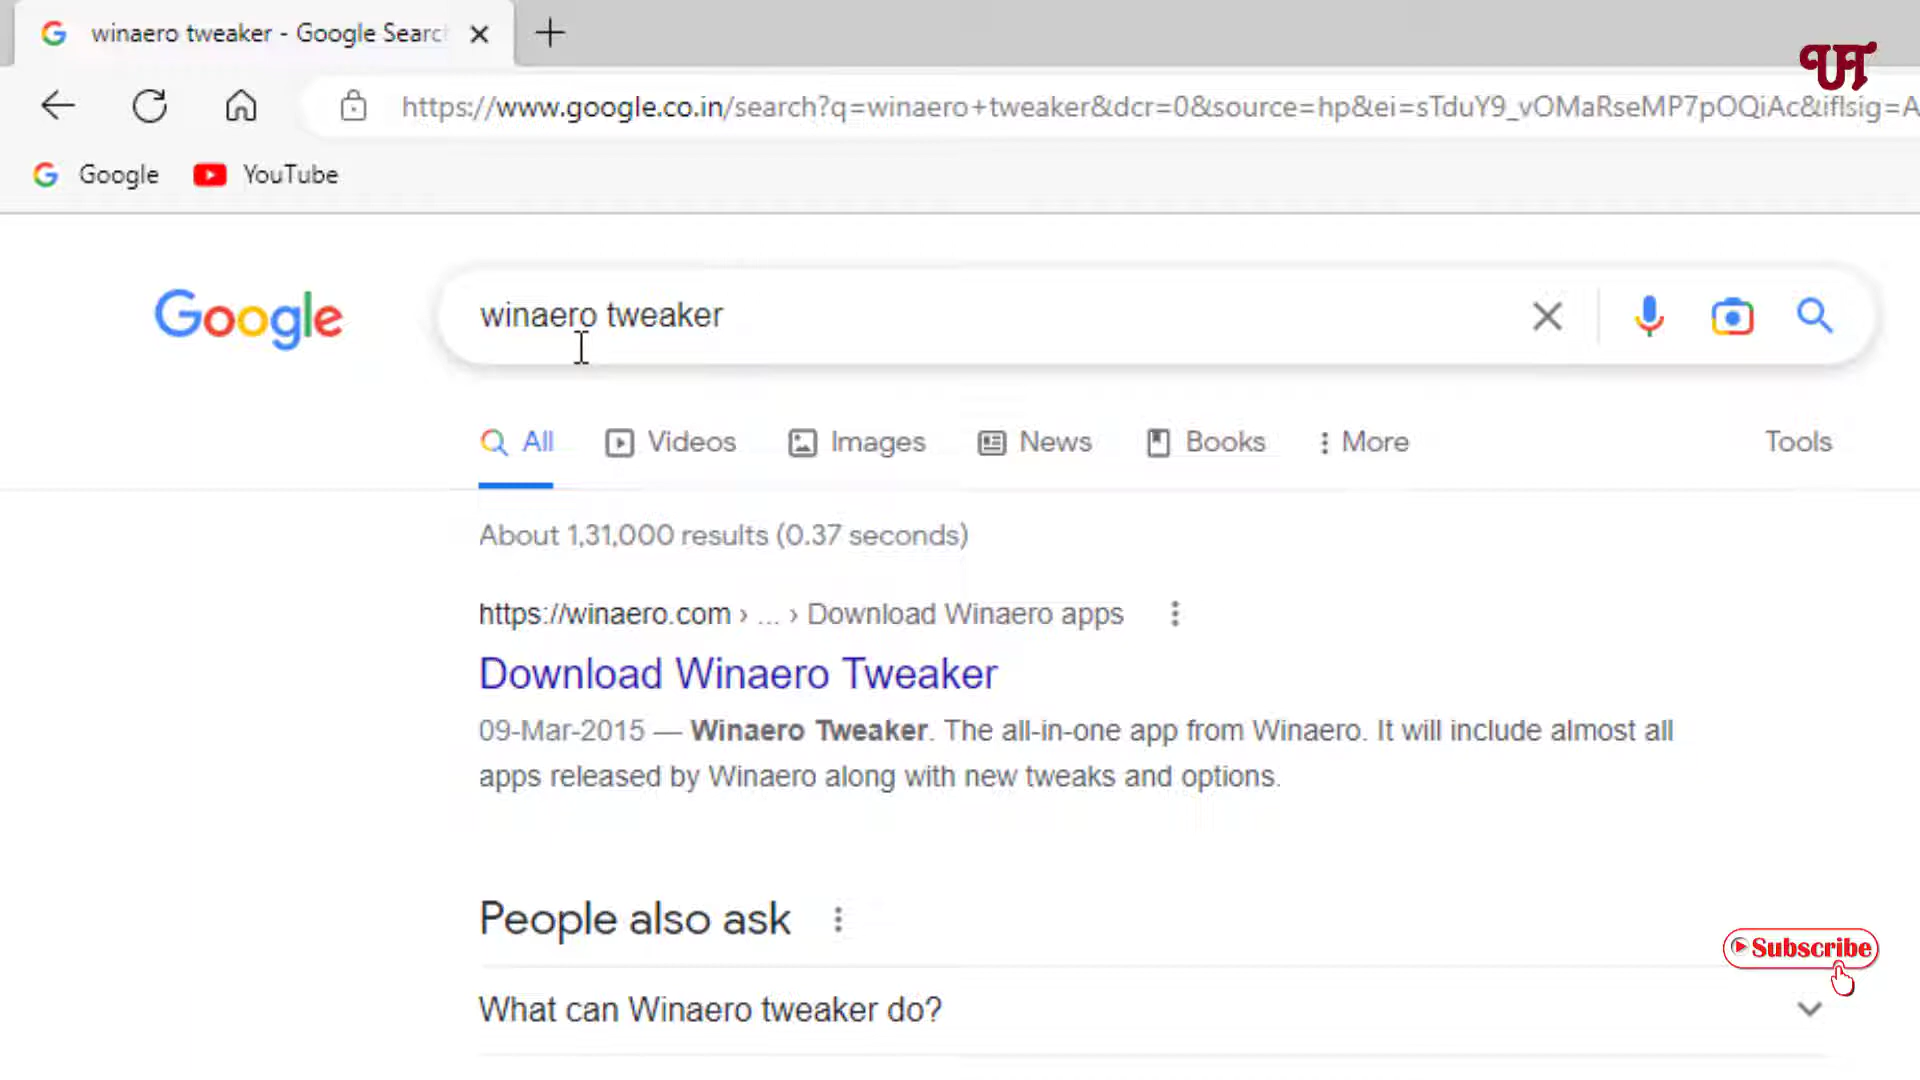 winaero tweaker - Google Searc
UT
https://www.google.co.in/search?q=winaero+tweaker&dcr=0&source=hp&ei=sTduY9_vOMaRseMP7pOQiAc&iflsig=A
Google YouTube
Google winaero tweaker
All Videos Images News Books More Tools
About 1,31,000 results (0.37 seconds)
https://winaero.com › ... › Download Winaero apps
Download Winaero Tweaker
09-Mar-2015 — Winaero Tweaker. The all-in-one app from Winaero. It will include almost all
apps released by Winaero along with new tweaks and options.
People also ask
Subscribe
What can Winaero tweaker do?